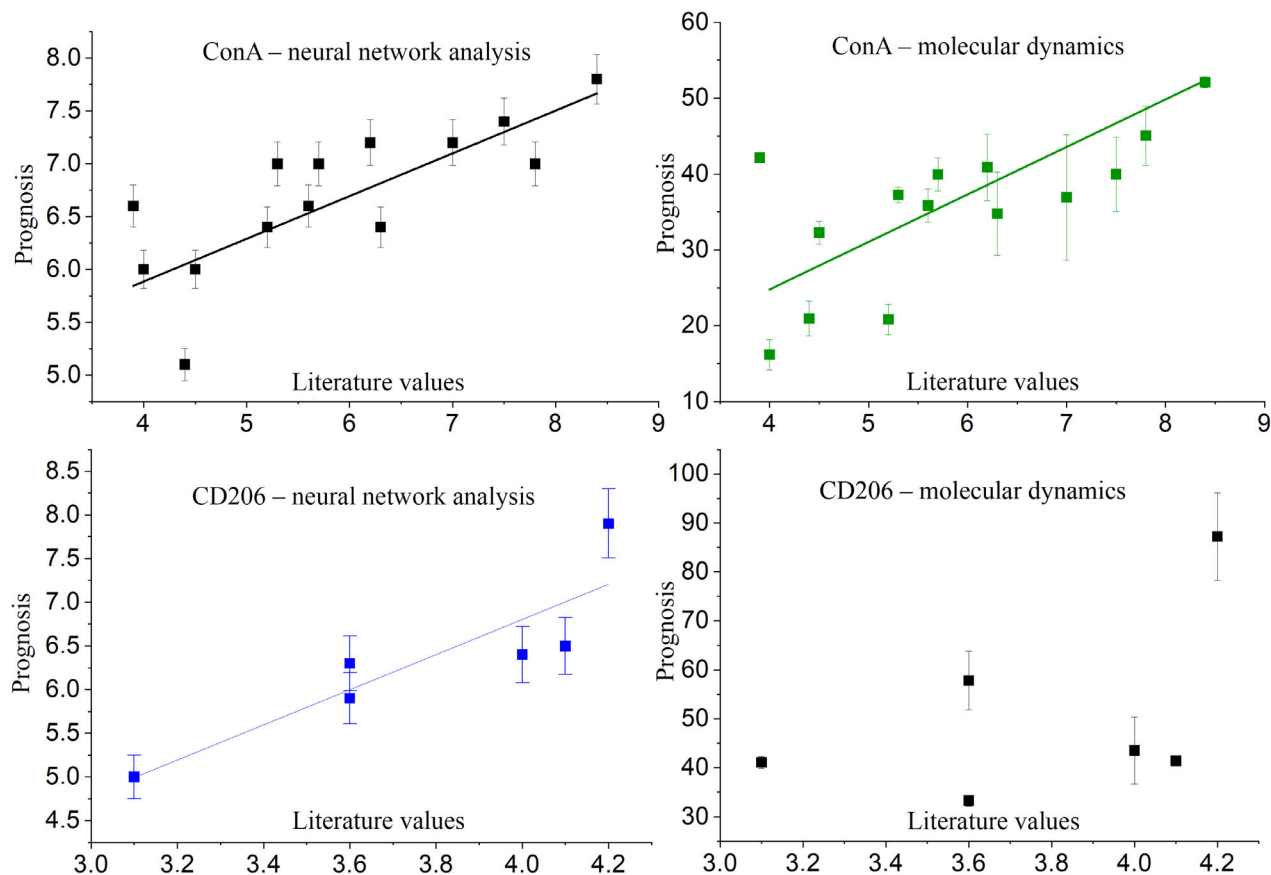 ConA – neural network analysis
Prognosis
8.0
7.5
7.0
6.5
6.0
5.5
5.0
Literature values
4 5 6 7 8 9
ConA – molecular dynamics
Prognosis
60
50
40
30
20
10
Literature values
4 5 6 7 8 9
CD206 – neural network analysis
Prognosis
8.5
8.0
7.5
7.0
6.5
6.0
5.5
5.0
4.5
Literature values
3.0 3.2 3.4 3.6 3.8 4.0 4.2
CD206 – molecular dynamics
Prognosis
100
90
80
70
60
50
40
30
Literature values
3.0 3.2 3.4 3.6 3.8 4.0 4.2